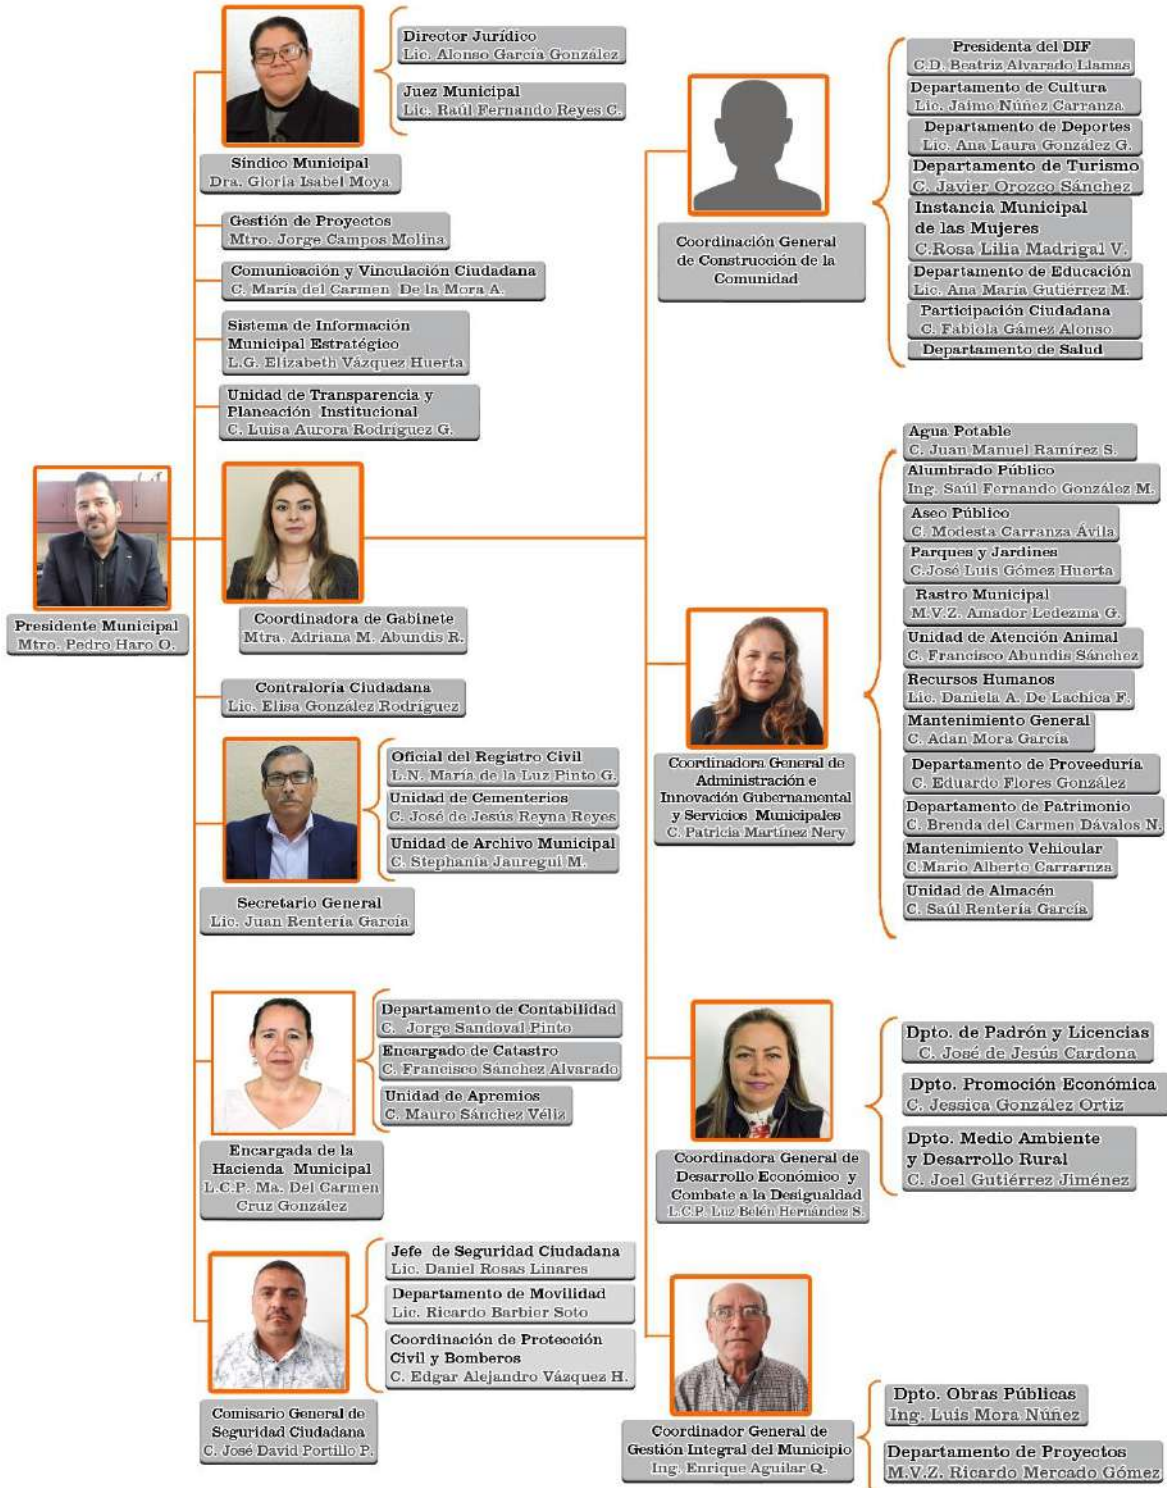 Director Jurídico
Lic. Alonso García González
Juez Municipal
Lic. Raúl Fernando Reyes C.
Síndico Municipal
Dra. Gloria Isabel Moya
Gestión de Proyectos
Mtro. Jorge Campos Molina
Comunicación y Vinculación Ciudadana
C. María del Carmen De la Mora A.
Sistema de Información
Municipal Estratégico
L.G. Elizabeth Vázquez Huerta
Unidad de Transparencia y
Planeación Institucional
C. Luisa Aurora Rodríguez G.
Presidente Municipal
Mtro. Pedro Haro O.
Coordinadora de Gabinete
Mtra. Adriana M. Abundis R.
Contraloría Ciudadana
Lic. Elisa González Rodríguez
Oficial del Registro Civil
L.N. María de la Luz Pinto G.
Unidad de Cementerios
C. José de Jesús Reyna Reyes
Unidad de Archivo Municipal
C. Stephanía Jauregui M.
Secretario General
Lic. Juan Rentería García
Departamento de Contabilidad
C. Jorge Sandoval Pinto
Encargado de Catastro
C. Francisco Sánchez Alvarado
Unidad de Apremios
C. Mauro Sánchez Véliz
Encargada de la
Hacienda Municipal
L.C.P. Ma. Del Carmen
Cruz González
Jefe de Seguridad Ciudadana
Lic. Daniel Rosas Linares
Departamento de Movilidad
Lic. Ricardo Barbier Soto
Coordinación de Protección
Civil y Bomberos
C. Edgar Alejandro Vázquez H.
Comisario General de
Seguridad Ciudadana
C. José David Portillo P.
Coordinación General
de Construcción de la
Comunidad
Presidenta del DIF
C.D. Beatriz Alvarado Llamas
Departamento de Cultura
Lic. Jaime Núñez Carranza
Departamento de Deportes
Lic. Ana Laura González G.
Departamento de Turismo
C. Javier Orozco Sánchez
Instancia Municipal
de las Mujeres
C.Rosa Lilia Madrigal V.
Departamento de Educación
Lic. Ana María Gutiérrez M.
Participación Ciudadana
C. Fabiola Gámez Alonso
Departamento de Salud
Coordinadora General de
Administración e
Innovación Gubernamental
y Servicios Municipales
C. Patricia Martínez Nery
Agua Potable
C. Juan Manuel Ramírez S.
Alumbrado Público
Ing. Saúl Fernando González M.
Aseo Público
C. Modesta Carranza Ávila
Parques y Jardines
C.José Luis Gómez Huerta
Rastro Municipal
M.V.Z. Amador Ledezma G.
Unidad de Atención Animal
C. Francisco Abundis Sánchez
Recursos Humanos
Lic. Daniela A. De Lachica F.
Mantenimiento General
C. Adan Mora García
Departamento de Proveeduría
C. Eduardo Flores González
Departamento de Patrimonio
C. Brenda del Carmen Dávalos N.
Mantenimiento Vehicular
C.Mario Alberto Carrarnza
Unidad de Almacén
C. Saúl Rentería García
Coordinadora General de
Desarrollo Económico y
Combate a la Desigualdad
L.C.P. Luz Belén Hernández S.
Dpto. de Padrón y Licencias
C. José de Jesús Cardona
Dpto. Promoción Económica
C. Jessica González Ortiz
Dpto. Medio Ambiente
y Desarrollo Rural
C. Joel Gutiérrez Jiménez
Coordinador General de
Gestión Integral del Municipio
Ing. Enrique Aguilar Q.
Dpto. Obras Públicas
Ing. Luis Mora Núñez
Departamento de Proyectos
M.V.Z. Ricardo Mercado Gómez